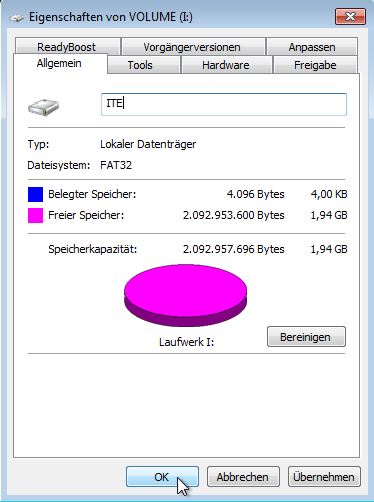 Eigenschaften von VOLUME (I:)
ReadyBoost Vorgängerversionen Anpassen
Allgemein Tools Hardware Freigabe
ITE
Typ: Lokaler Datenträger
Dateisystem: FAT32
Belegter Speicher: 4.096 Bytes 4,00 KB
Freier Speicher: 2.092.953.600 Bytes 1,94 GB
Speicherkapazität: 2.092.957.696 Bytes 1,94 GB
Laufwerk I: Bereinigen
OK Abbrechen Übernehmen